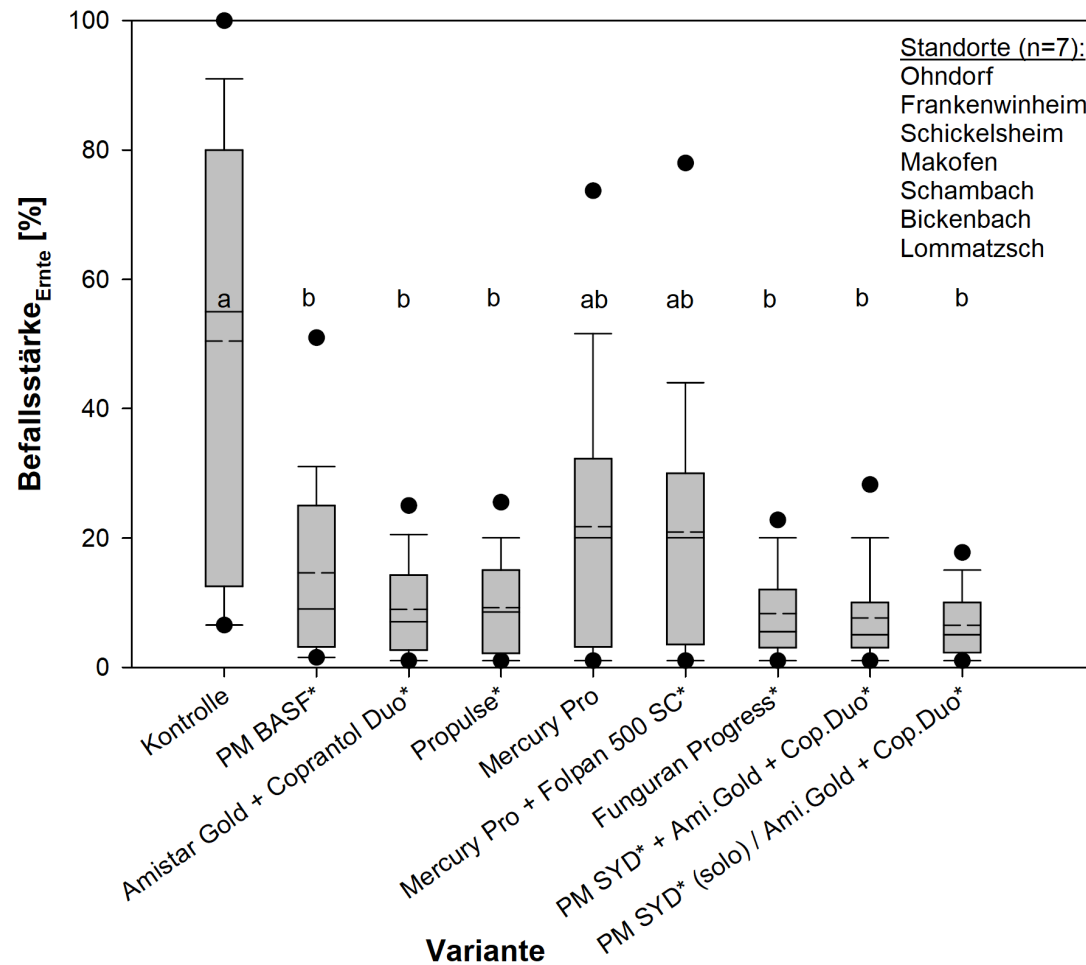 100
80
60
40
20
0
Befallsstärke Ernte [%]
Standorte (n=7):
Ohndorf
Frankenwinheim
Schickelsheim
Makofen
Schambach
Bickenbach
Lommatzsch
a b b b ab ab b b b
Kontrolle
PM BASF*
Amistar Gold + Coprantol Duo*
Propulse*
Mercury Pro
Mercury Pro + Folpan 500 SC*
Funguran Progress*
PM SYD* + Ami.Gold + Cop.Duo*
PM SYD* (solo) / Ami.Gold + Cop.Duo*
Variante